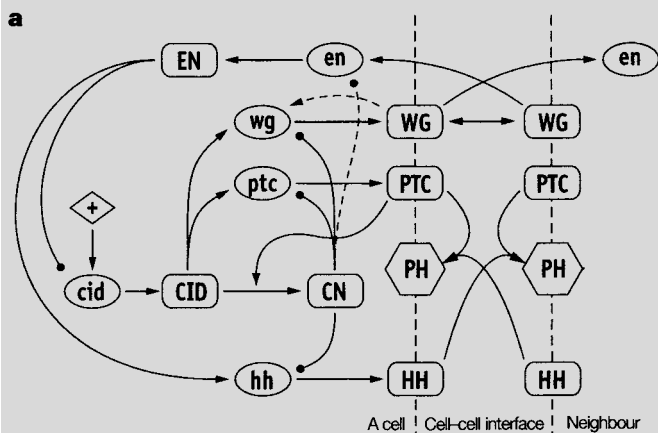 a
EN en en
wg WG WG
ptc PTC PTC
+
PH PH
cid CID CN
hh HH HH
A cell Cell–cell interface Neighbour